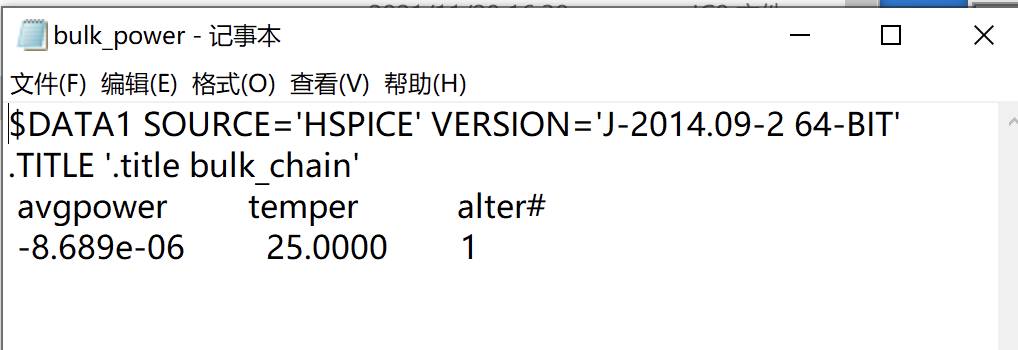 bulk_power - 记事本
文件(F) 编辑(E) 格式(O) 查看(V) 帮助(H)
$DATA1 SOURCE='HSPICE' VERSION='J-2014.09-2 64-BIT'
.TITLE '.title bulk_chain'
avgpower temper alter#
-8.689e-06 25.0000 1